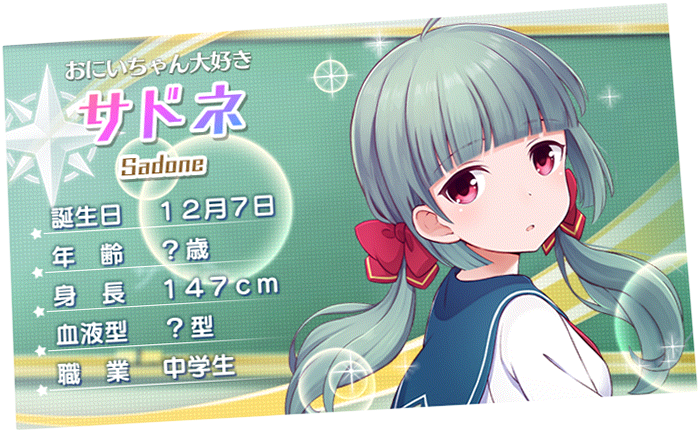 おにいちゃん大好き
サドネ
Sadone
誕生日 12月7日
年 齢 ?歳
身 長 147cm
血液型 ?型
職 業 中学生